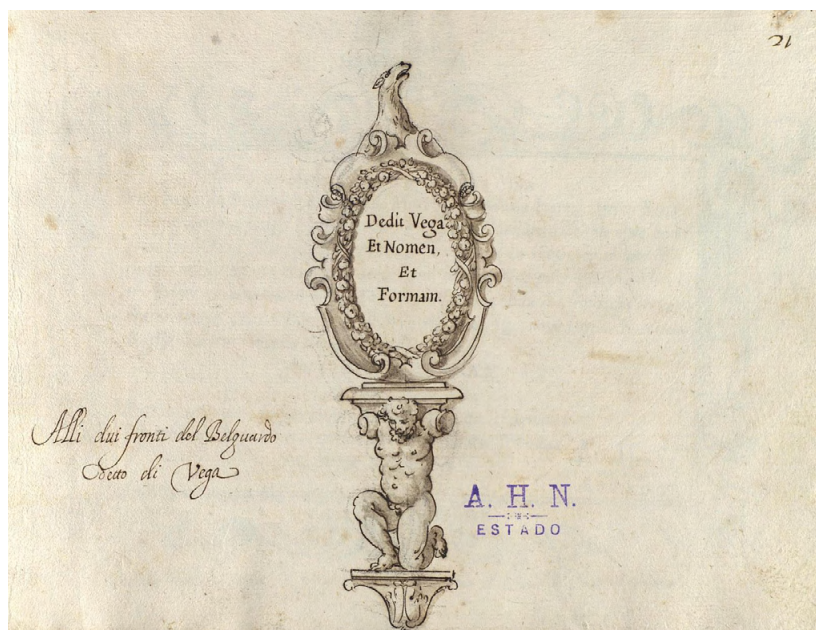 21
Dedit Vega
Et Nomen,
Et
Formam.
Alli dui fronti del Belguardo
detto di Vega
A. H. N.
ESTADO